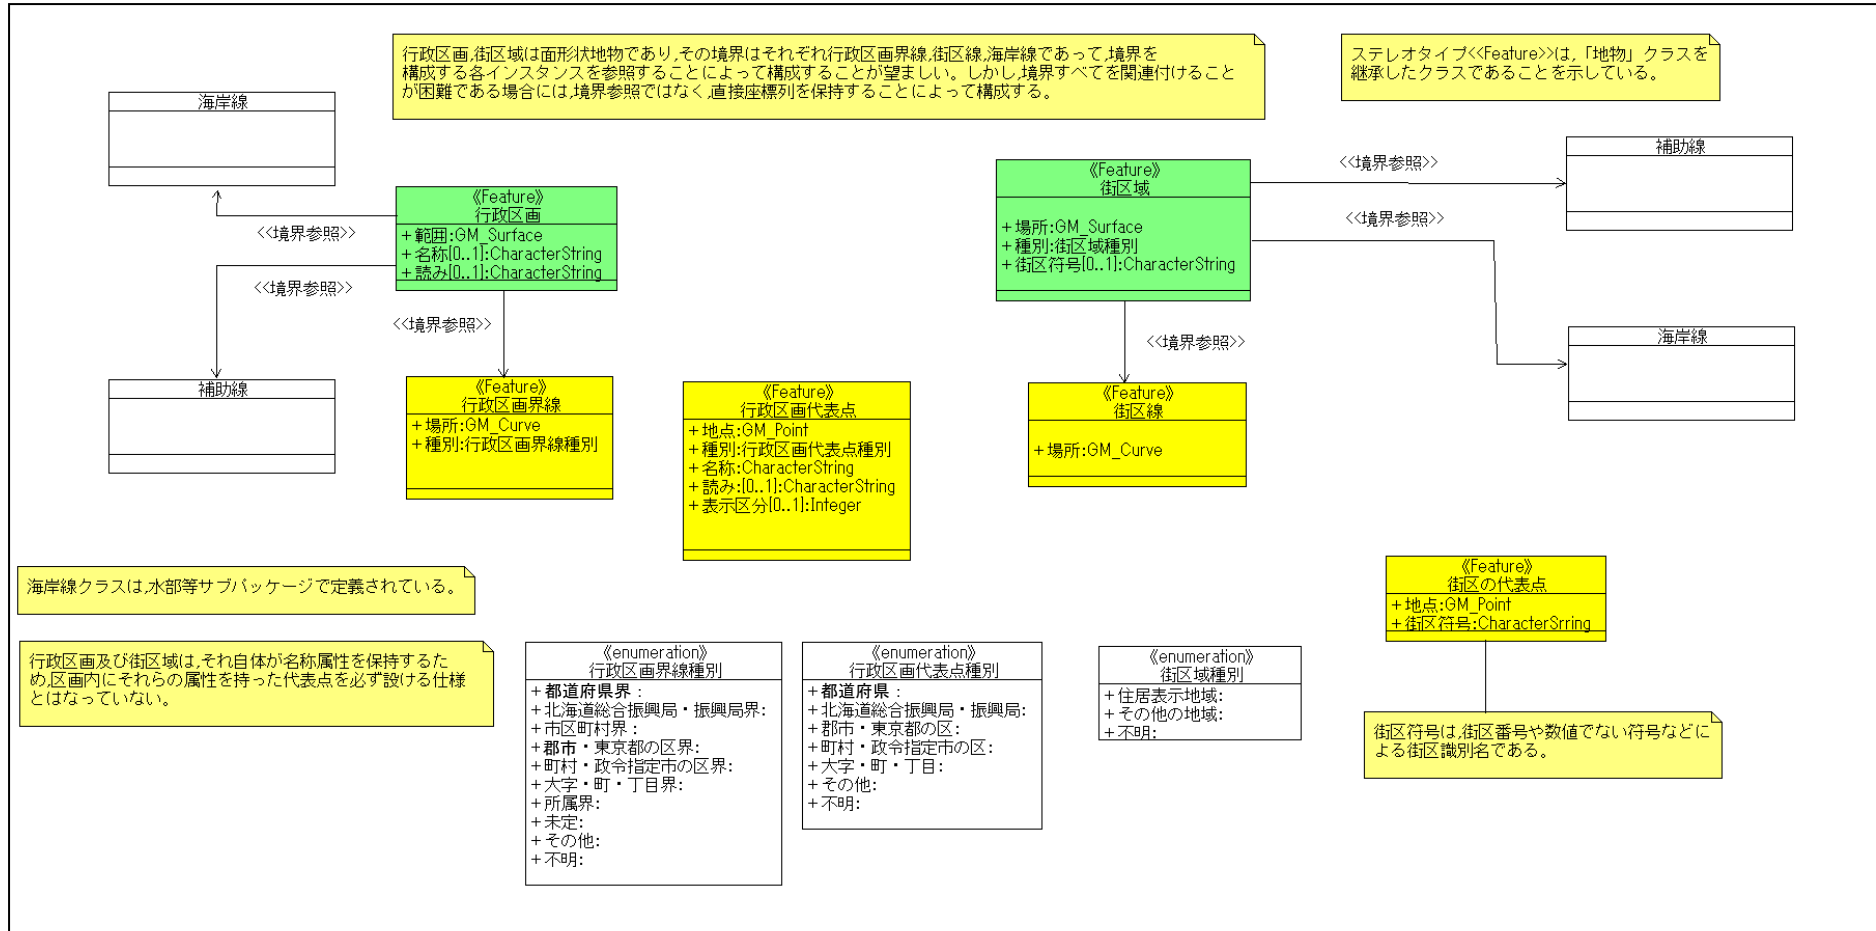 行政区画,街区域は面形状地物であり,その境界はそれぞれ行政区画界線,街区線,海岸線であって,境界を
構成する各インスタンスを参照することによって構成することが望ましい。しかし,境界すべてを関連付けること
が困難である場合には,境界参照ではなく,直接座標列を保持することによって構成する。
ステレオタイプ<<Feature>>は,「地物」クラスを
継承したクラスであることを示している。
海岸線
<<境界参照>>
《Feature》
行政区画
+範囲:GM_Surface
+名称[0..1]:CharacterString
+読み[0..1]:CharacterString
<<境界参照>>
<<境界参照>>
補助線
《Feature》
行政区画界線
+場所:GM_Curve
+種別:行政区画界線種別
《Feature》
行政区画代表点
+地点:GM_Point
+種別:行政区画代表点種別
+名称:CharacterString
+読み:[0..1]:CharacterString
+表示区分[0..1]:Integer
《Feature》
街区域
+場所:GM_Surface
+種別:街区域種別
+街区符号[0..1]:CharacterString
<<境界参照>>
補助線
<<境界参照>>
海岸線
<<境界参照>>
《Feature》
街区線
+場所:GM_Curve
《Feature》
街区の代表点
+地点:GM_Point
+街区符号:CharacterSrring
海岸線クラスは,水部等サブパッケージで定義されている。
行政区画及び街区域は,それ自体が名称属性を保持するた
め,区画内にそれらの属性を持った代表点を必ず設ける仕様
とはなっていない。
《enumeration》
行政区画界線種別
+都道府県界:
+北海道総合振興局・振興局界:
+市区町村界:
+郡市・東京都の区界:
+町村・政令指定市の区界:
+大字・町・丁目界:
+所属界:
+未定:
+その他:
+不明:
《enumeration》
行政区画代表点種別
+都道府県:
+北海道総合振興局・振興局:
+郡市・東京都の区:
+町村・政令指定市の区:
+大字・町・丁目:
+その他:
+不明:
《enumeration》
街区域種別
+住居表示地域:
+その他の地域:
+不明:
街区符号は,街区番号や数値でない符号などに
よる街区識別名である。